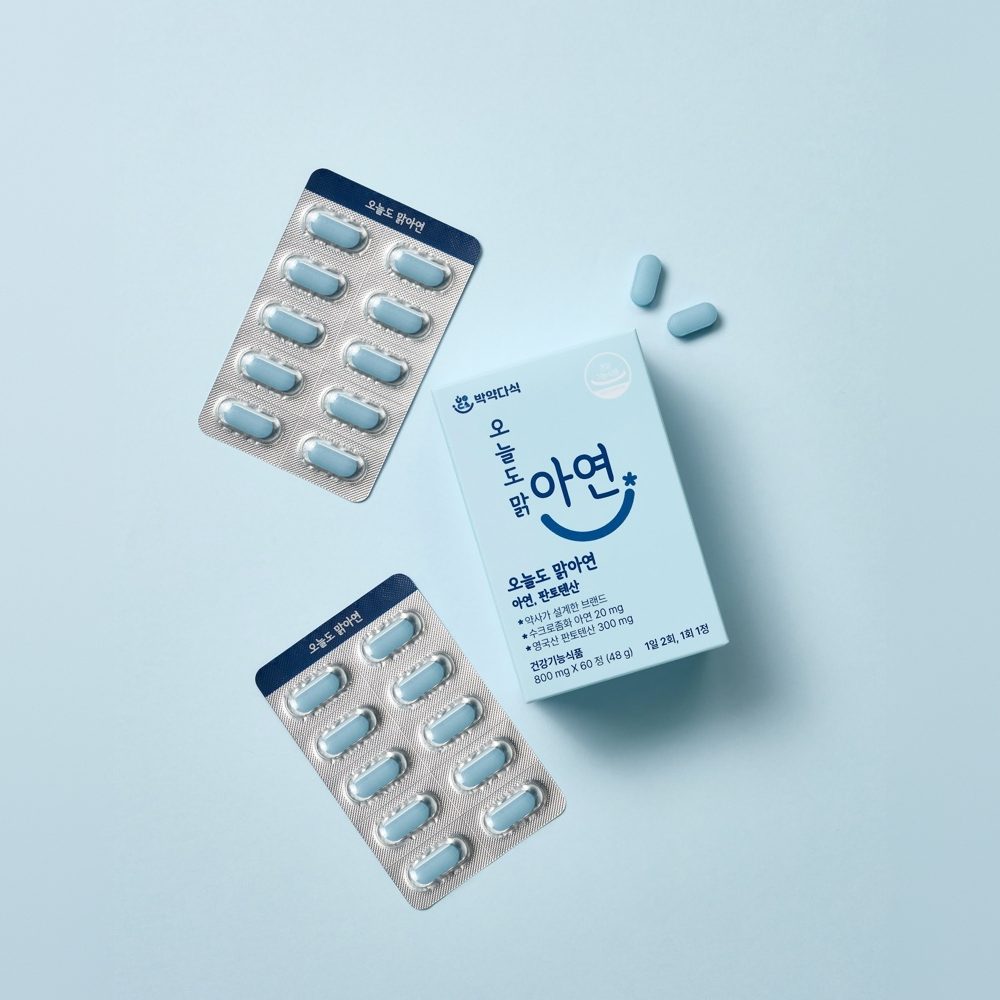 오늘도 맑아연
박약다식
오늘도 맑
아연
오늘도 맑아연
아연, 판토텐산
* 약사가 설계한 브랜드
* 수크로좀화 아연 20 mg
* 영국산 판토텐산 300 mg
건강기능식품
800 mg X 60 정 (48 g)
1일 2회, 1회 1정
오늘도 맑아연